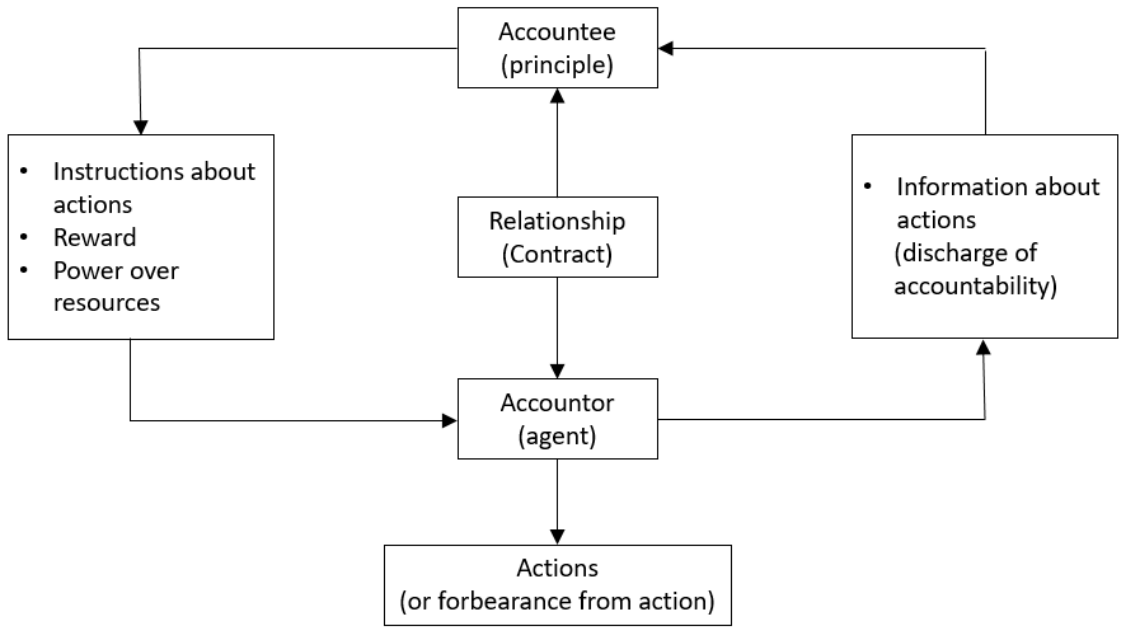 Accountee
(principle)
• Instructions about
actions
• Reward
• Power over
resources
Relationship
(Contract)
• Information about
actions
(discharge of
accountability)
Accountor
(agent)
Actions
(or forbearance from action)